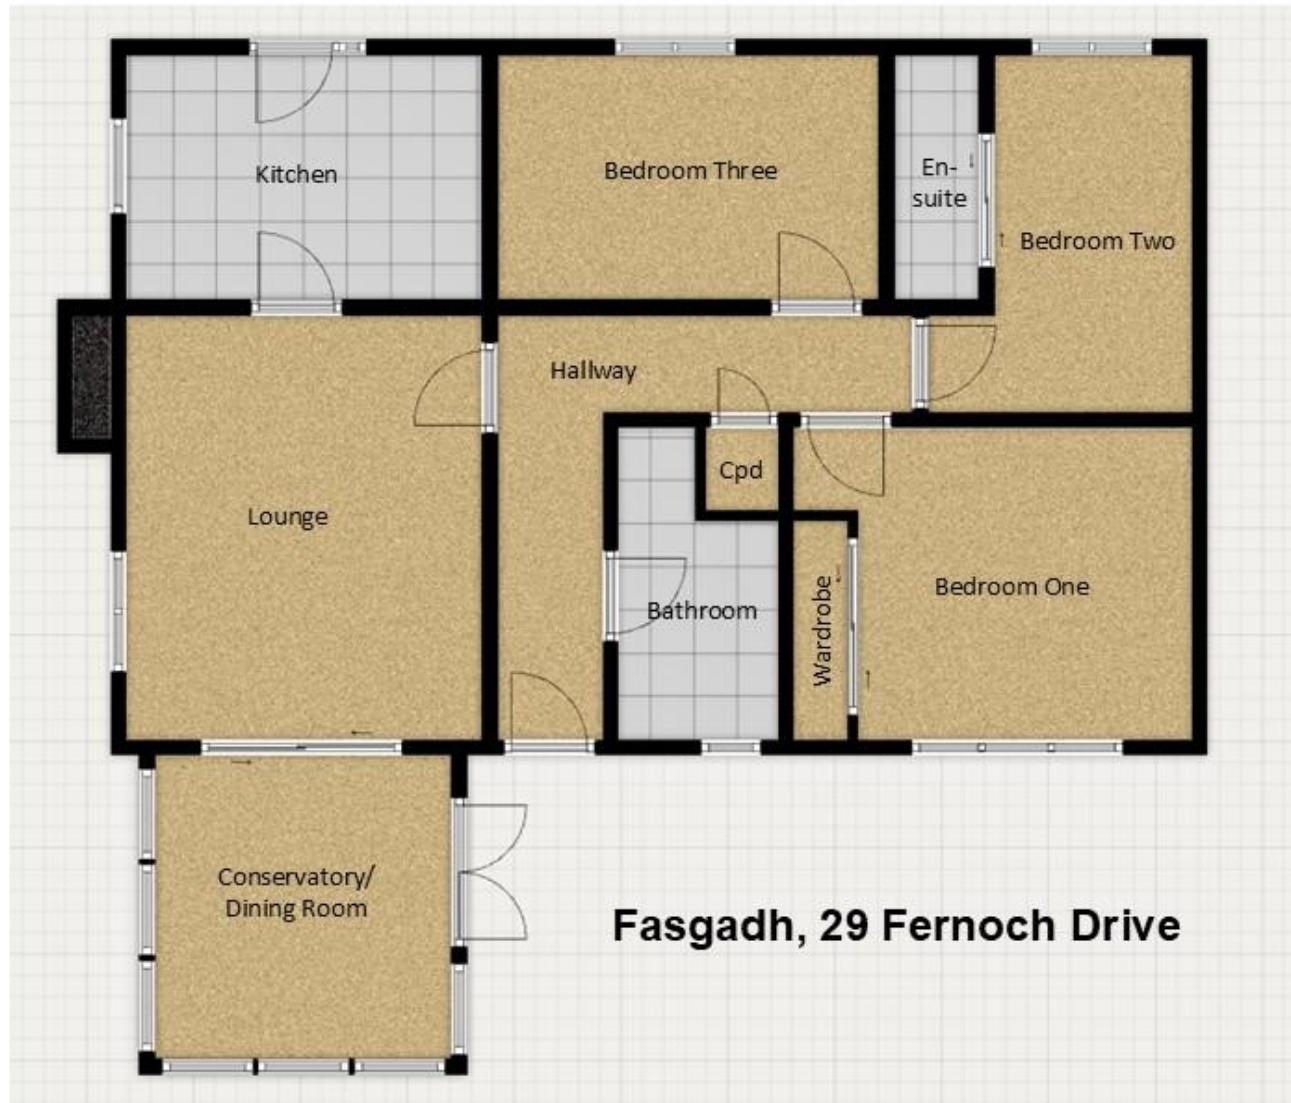 Kitchen
Bedroom Three
En-
suite
Bedroom Two
Hallway
Cpd
Lounge
Bathroom
Wardrobe
Bedroom One
Conservatory/
Dining Room
Fasgadh, 29 Fernoch Drive